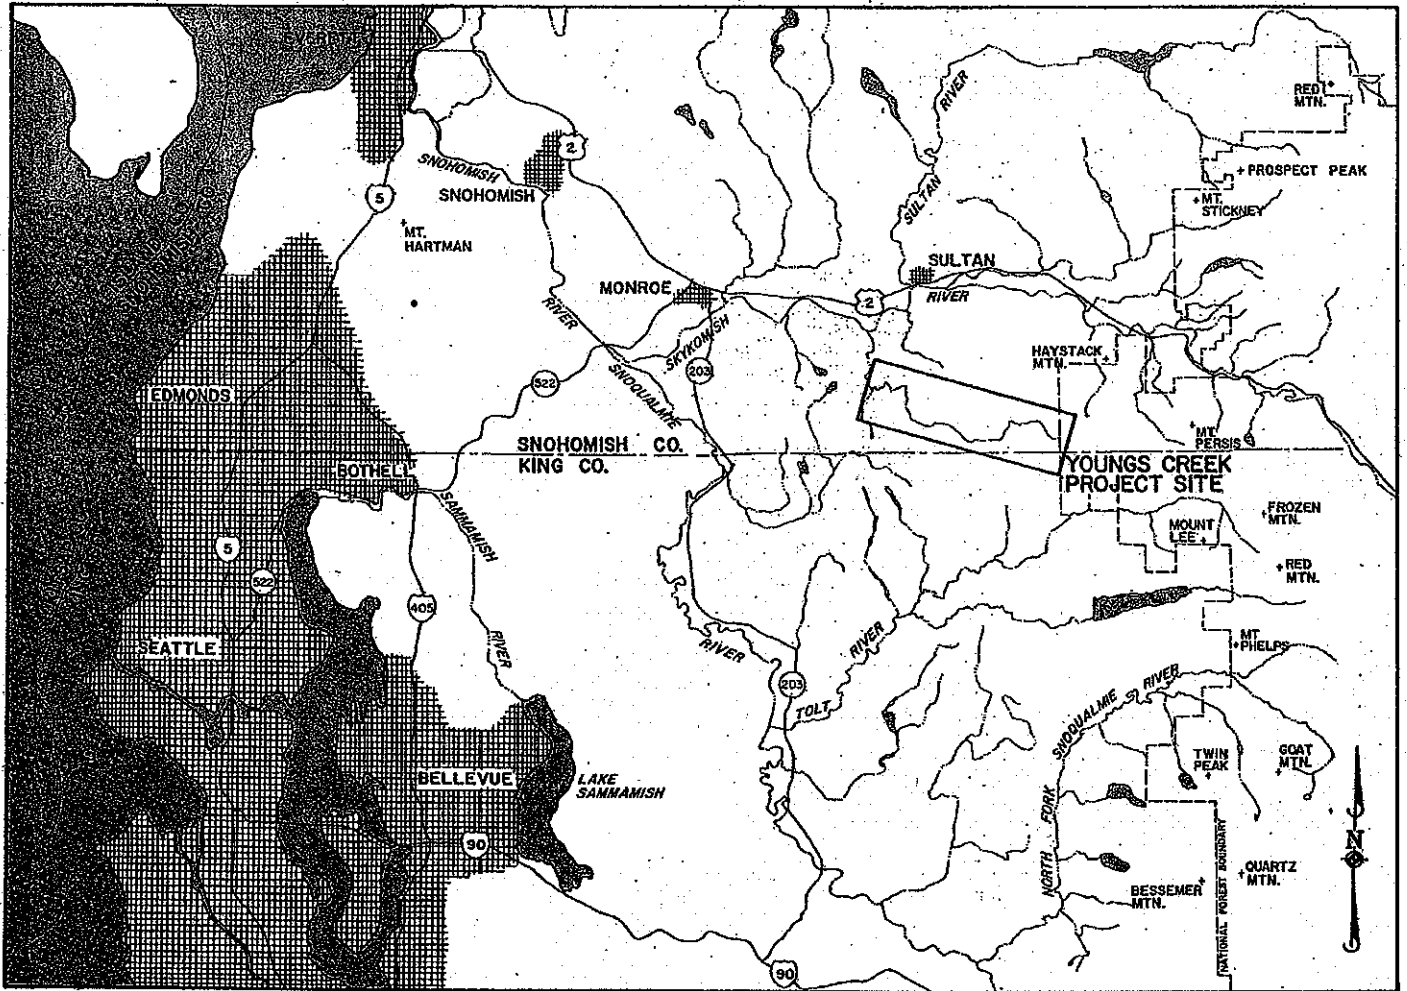 EVERETT
RED
MTN.
RIVER
2
SNOHOMISH
SNOHOMISH
PROSPECT PEAK
5
SULTAN
MT.
STICKNEY
MT.
HARTMAN
SULTAN
MONROE
2
RIVER
RIVER
SKYKOMISH
HAYSTACK
MTN.
203
522
SNOQUALMIE
EDMONDS
MT.
PERSIS
SNOHOMISH CO.
KING CO.
BOTHELL
YOUNGS CREEK
PROJECT SITE
SAMMAMISH
FROZEN
MTN.
MOUNT
LEE
5
522
RED
MTN.
405
SEATTLE
RIVER
RIVER
RIVER
MT
PHELPS
203
TOLT
SNOQUALMIE RIVER
TWIN
PEAK
GOAT
MTN.
BELLEVUE
LAKE
SAMMAMISH
N
90
NORTH FORK
BESSEMER
MTN.
QUARTZ
MTN.
NATIONAL FOREST BOUNDARY
90